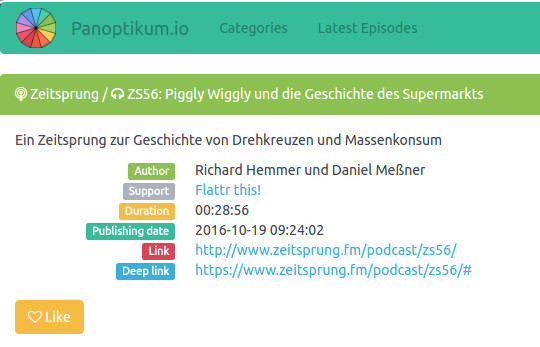 Panoptikum.io Categories Latest Episodes
Zeitsprung / ZS56: Piggly Wiggly und die Geschichte des Supermarkts
Ein Zeitsprung zur Geschichte von Drehkreuzen und Massenkonsum
Author Richard Hemmer und Daniel Meßner
Support Flattr this!
Duration 00:28:56
Publishing date 2016-10-19 09:24:02
Link http://www.zeitsprung.fm/podcast/zs56/
Deep link https://www.zeitsprung.fm/podcast/zs56/#
Like